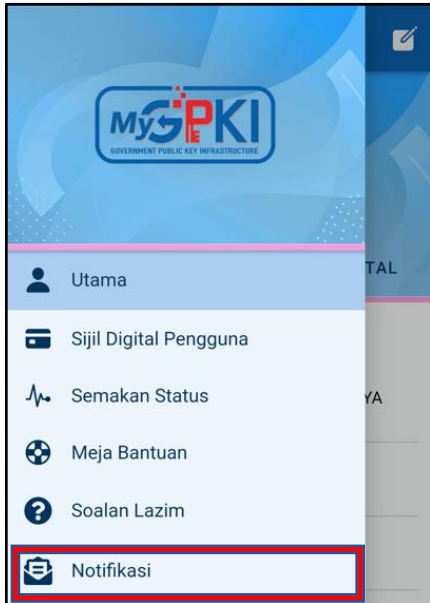 MyGPKI
GOVERNMENT PUBLIC KEY INFRASTRUCTURE
TAL
Utama
Sijil Digital Pengguna
Semakan Status
YA
Meja Bantuan
Soalan Lazim
Notifikasi